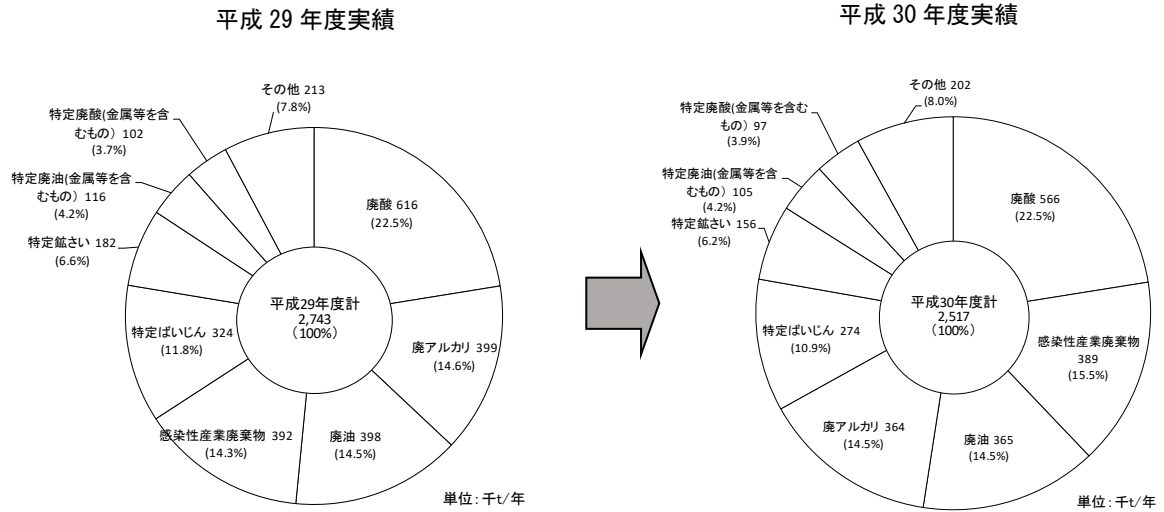 平成 29 年度実績
その他 213
(7.8%)
特定廃酸(金属等を含
むもの) 102
(3.7%)
特定廃油(金属等を含
むもの) 116
(4.2%)
特定鉱さい 182
(6.6%)
特定ばいじん 324
(11.8%)
感染性産業廃棄物 392
(14.3%)
廃油 398
(14.5%)
廃アルカリ 399
(14.6%)
廃酸 616
(22.5%)
平成29年度計
2,743
(100%)
単位:千t/年
平成 30 年度実績
その他 202
(8.0%)
特定廃酸(金属等を含む
もの) 97
(3.9%)
特定廃油(金属等を含
むもの) 105
(4.2%)
特定鉱さい 156
(6.2%)
特定ばいじん 274
(10.9%)
廃アルカリ 364
(14.5%)
廃油 365
(14.5%)
感染性産業廃棄物
389
(15.5%)
廃酸 566
(22.5%)
平成30年度計
2,517
(100%)
単位:千t/年